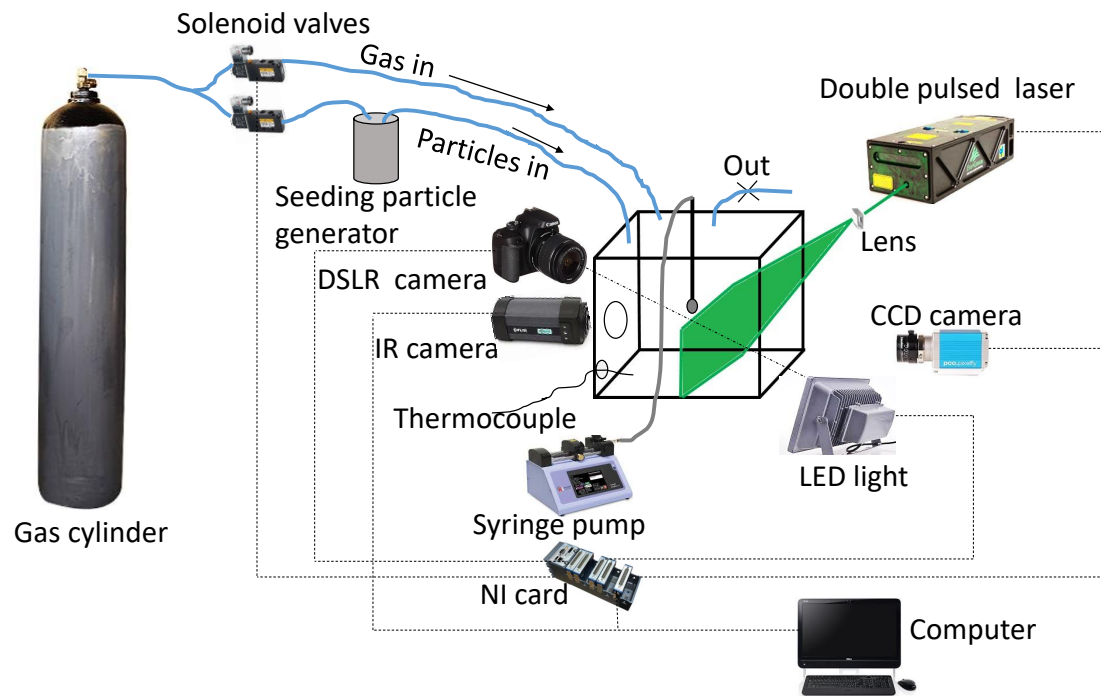 Solenoid valves
Gas in
Double pulsed laser
Particles in
Out
Seeding particle
generator
Lens
DSLR camera
CCD camera
IR camera
Thermocouple
LED light
Syringe pump
Gas cylinder
NI card
Computer